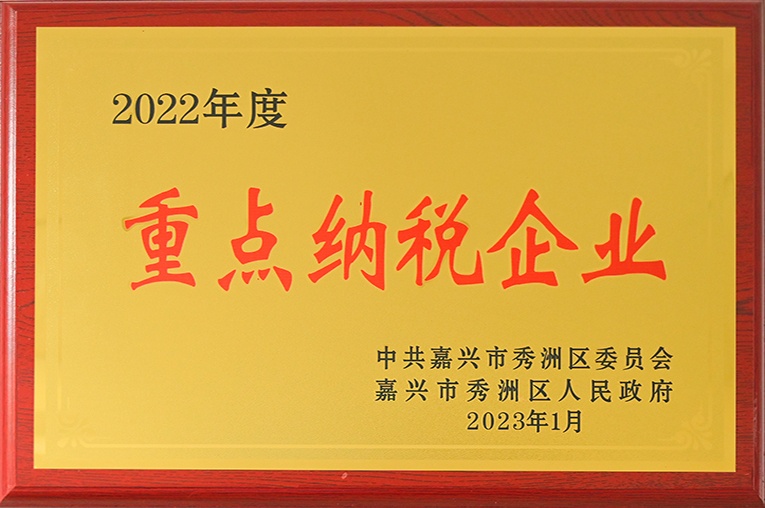 2022年度
重点纳税企业
中共嘉兴市秀洲区委员会
嘉兴市秀洲区人民政府
2023年1月